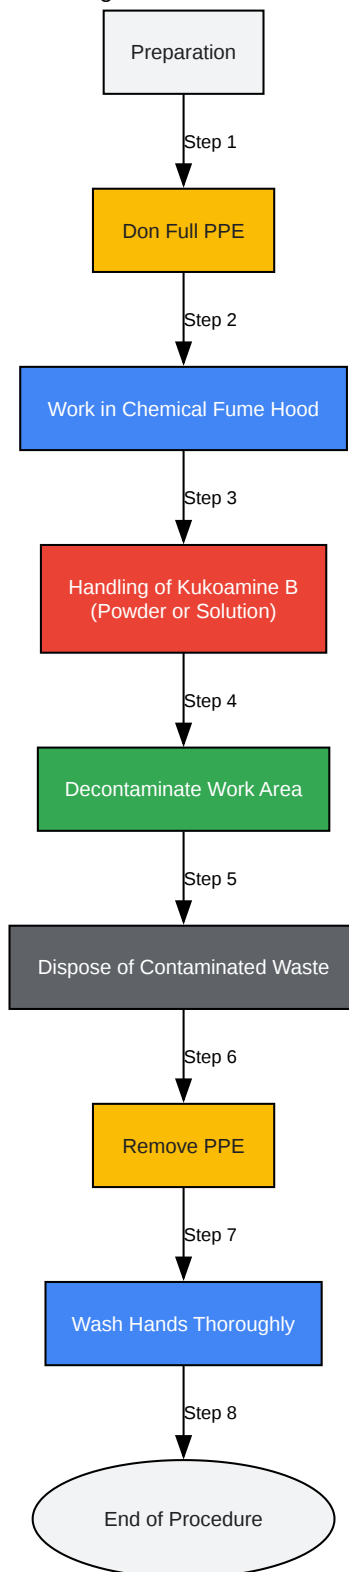 Preparation
Step 1
Don Full PPE
Step 2
Work in Chemical Fume Hood
Step 3
Handling of Kukoamine B
(Powder or Solution)
Step 4
Decontaminate Work Area
Step 5
Dispose of Contaminated Waste
Step 6
Remove PPE
Step 7
Wash Hands Thoroughly
Step 8
End of Procedure